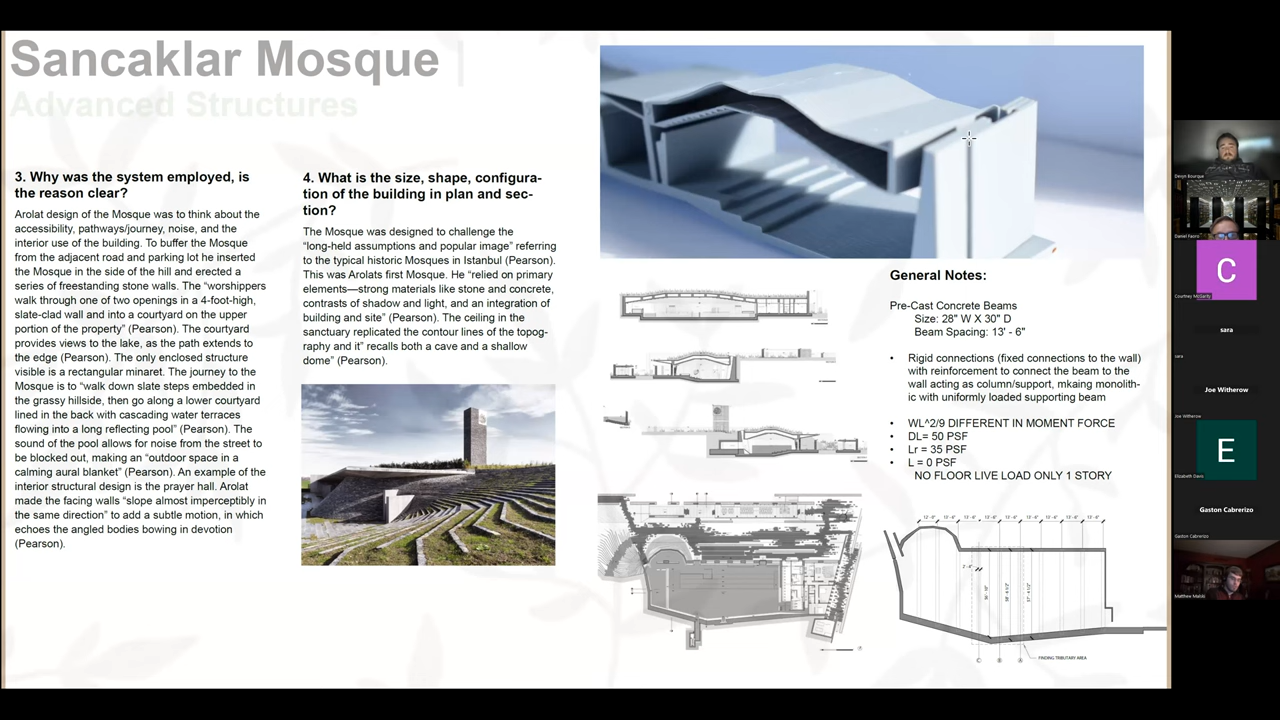 Sancaklar Mosque |
Advanced Structures
3. Why was the system employed, is
the reason clear?
Arolat design of the Mosque was to think about the
accessibility, pathways/journey, noise, and the
interior use of the building. To buffer the Mosque
from the adjacent road and parking lot he inserted
the Mosque in the side of the hill and erected a
series of freestanding stone walls. The “worshippers
walk through one of two openings in a 4-foot-high,
slate-clad wall and into a courtyard on the upper
portion of the property” (Pearson). The courtyard
provides views to the lake, as the path extends to
the edge (Pearson). The only enclosed structure
visible is a rectangular minaret. The journey to the
Mosque is to “walk down slate steps embedded in
the grassy hillside, then go along a lower courtyard
lined in the back with cascading water terraces
flowing into a long reflecting pool” (Pearson). The
sound of the pool allows for noise from the street to
be blocked out, making an “outdoor space in a
calming aural blanket” (Pearson). An example of the
interior structural design is the prayer hall. Arolat
made the facing walls “slope almost imperceptibly in
the same direction” to add a subtle motion, in which
echoes the angled bodies bowing in devotion
(Pearson).
4. What is the size, shape, configura-
tion of the building in plan and sec-
tion?
The Mosque was designed to challenge the
“long-held assumptions and popular image” referring
to the typical historic Mosques in Istanbul (Pearson).
This was Arolats first Mosque. He “relied on primary
elements—strong materials like stone and concrete,
contrasts of shadow and light, and an integration of
building and site” (Pearson). The ceiling in the
sanctuary replicated the contour lines of the topog-
raphy and it” recalls both a cave and a shallow
dome” (Pearson).
General Notes:
Pre-Cast Concrete Beams
Size: 28" W X 30" D
Beam Spacing: 13' - 6"
• Rigid connections (fixed connections to the wall)
with reinforcement to connect the beam to the
wall acting as column/support, mkaing monolith-
ic with uniformly loaded supporting beam
• WL^2/9 DIFFERENT IN MOMENT FORCE
• DL= 50 PSF
• Lr = 35 PSF
• L = 0 PSF
NO FLOOR LIVE LOAD ONLY 1 STORY
FINDING TRIBUTARY AREA
Devyn Bourque
Daniel Faoro
C
Courtney McGarity
sara
sara
Joe Witherow
Joe Witherow
E
Elizabeth Davis
Gaston Cabrerizo
Gaston Cabrerizo